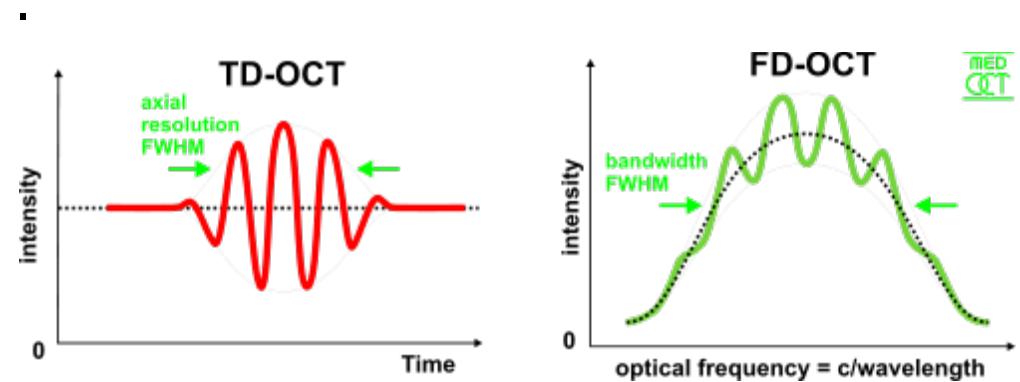 TD-OCT
axial
resolution
FWHM
intensity
0
Time
FD-OCT
MED
OCT
bandwidth
FWHM
intensity
0
optical frequency = c/wavelength